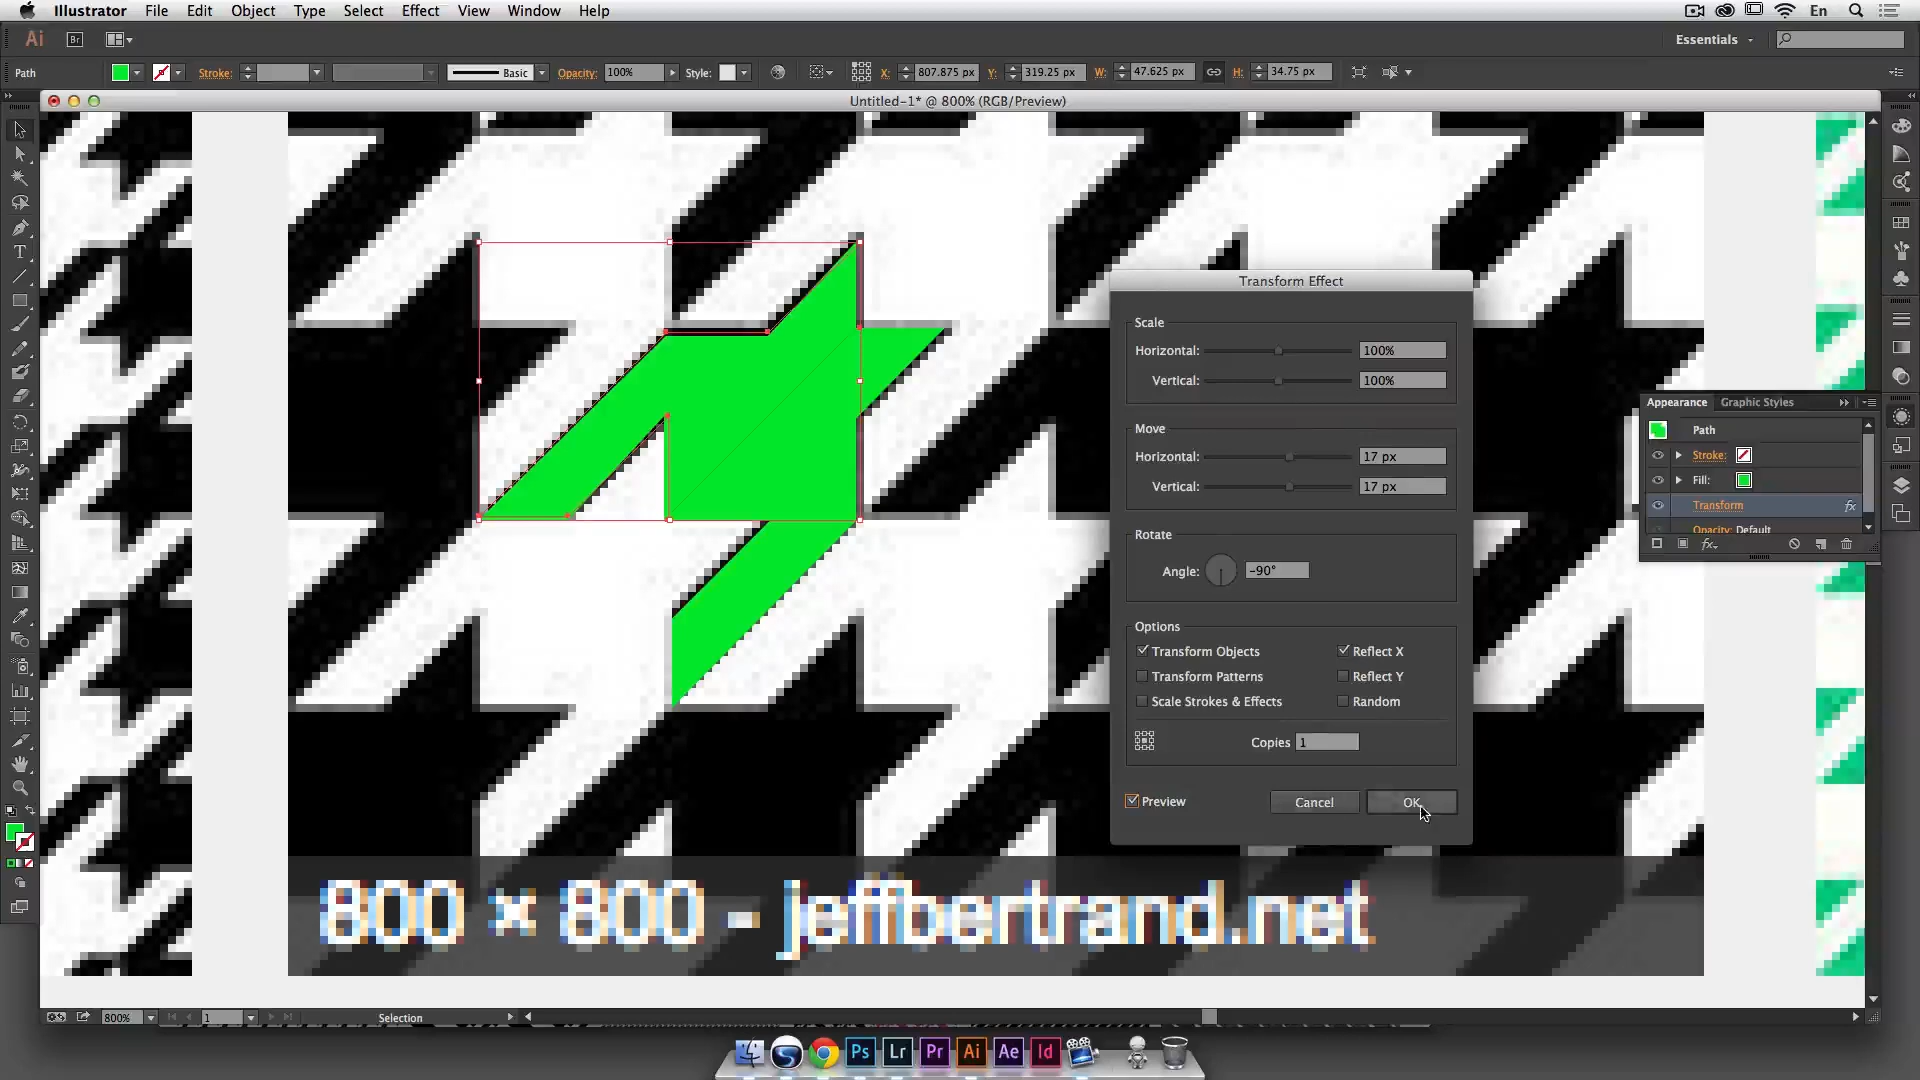 Illustrator File Edit Object Type Select Effect View Window Help En
Ai Br Essentials
Path Stroke: Basic Opacity: 100% Style: X: 807.875 px Y: 319.25 px W: 47.625 px H: 34.75 px
Untitled-1* @ 800% (RGB/Preview)
Transform Effect
Scale
Horizontal: 100%
Vertical: 100%
Move
Horizontal: 17 px
Vertical: 17 px
Rotate
Angle: -90°
Options
Transform Objects Reflect X
Transform Patterns Reflect Y
Scale Strokes & Effects Random
Copies 1
Preview Cancel OK
Appearance Graphic Styles
Path
Stroke:
Fill:
Transform fx
Opacity: Default
fx
800 × 800 - jeffbertrand.net
800% 1 Selection
Ps Lr Pr Ai Ae Id